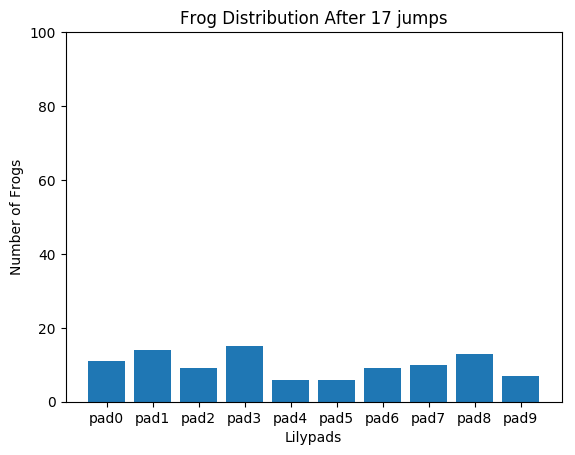 Frog Distribution After 17 jumps
100
80
60
40
20
0
Number of Frogs
pad0 pad1 pad2 pad3 pad4 pad5 pad6 pad7 pad8 pad9
Lilypads